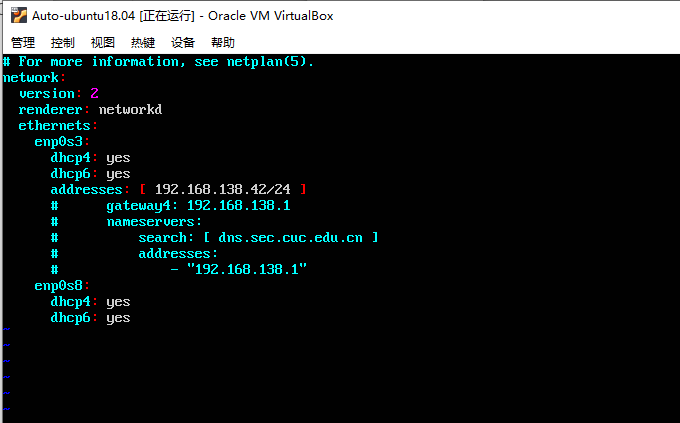 Auto-ubuntu18.04 [正在运行] - Oracle VM VirtualBox
管理 控制 视图 热键 设备 帮助
# For more information, see netplan(5).
network:
  version: 2
  renderer: networkd
  ethernets:
    enp0s3:
      dhcp4: yes
      dhcp6: yes
      addresses: [ 192.168.138.42/24 ]
      #      gateway4: 192.168.138.1
      #      nameservers:
      #          search: [ dns.sec.cuc.edu.cn ]
      #          addresses:
      #              - "192.168.138.1"
    enp0s8:
      dhcp4: yes
      dhcp6: yes
~
~
~
~
~
~